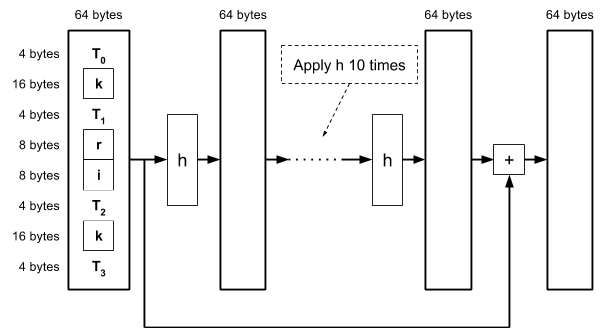 64 bytes 64 bytes 64 bytes 64 bytes
4 bytes T0
Apply h 10 times
16 bytes k
4 bytes T1
8 bytes r
h h +
8 bytes i
4 bytes T2
16 bytes k
4 bytes T3